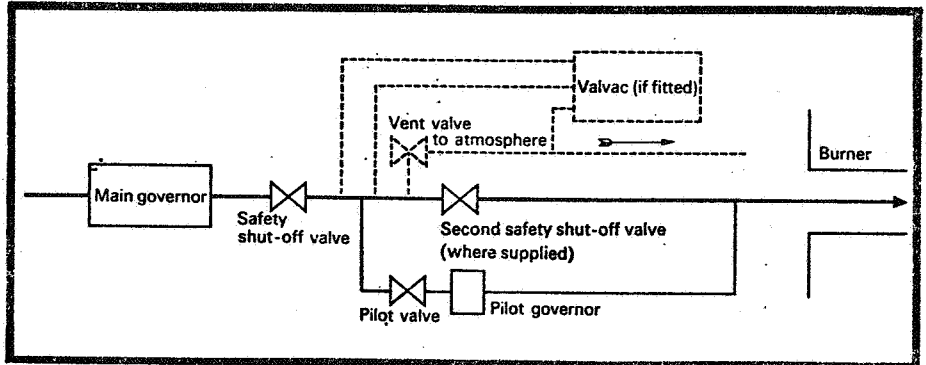 Valvac (if fitted)
Vent valve
to atmosphere
Burner
Main governor
Safety
shut-off valve
Second safety shut-off valve
(where supplied)
Pilot valve
Pilot governor